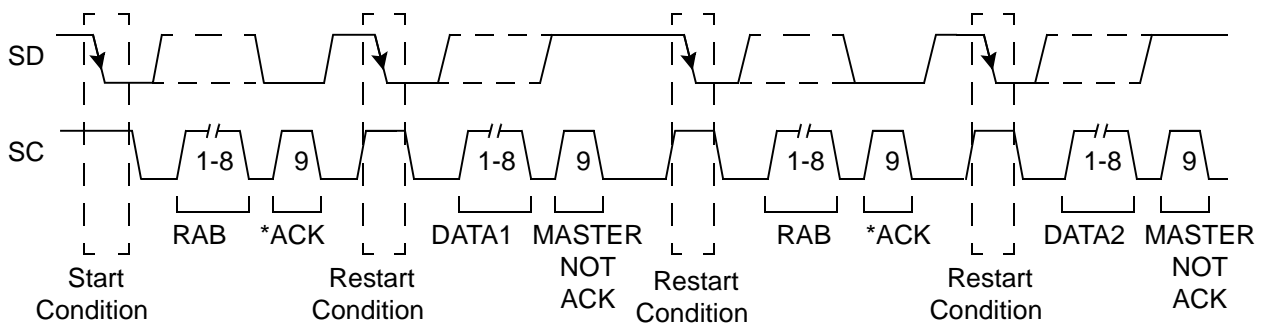 SD
SC
1-8
9
1-8
9
1-8
9
1-8
9
RAB
*ACK
DATA1
MASTER
NOT
ACK
RAB
*ACK
DATA2
MASTER
NOT
ACK
Start
Condition
Restart
Condition
Restart
Condition
Restart
Condition